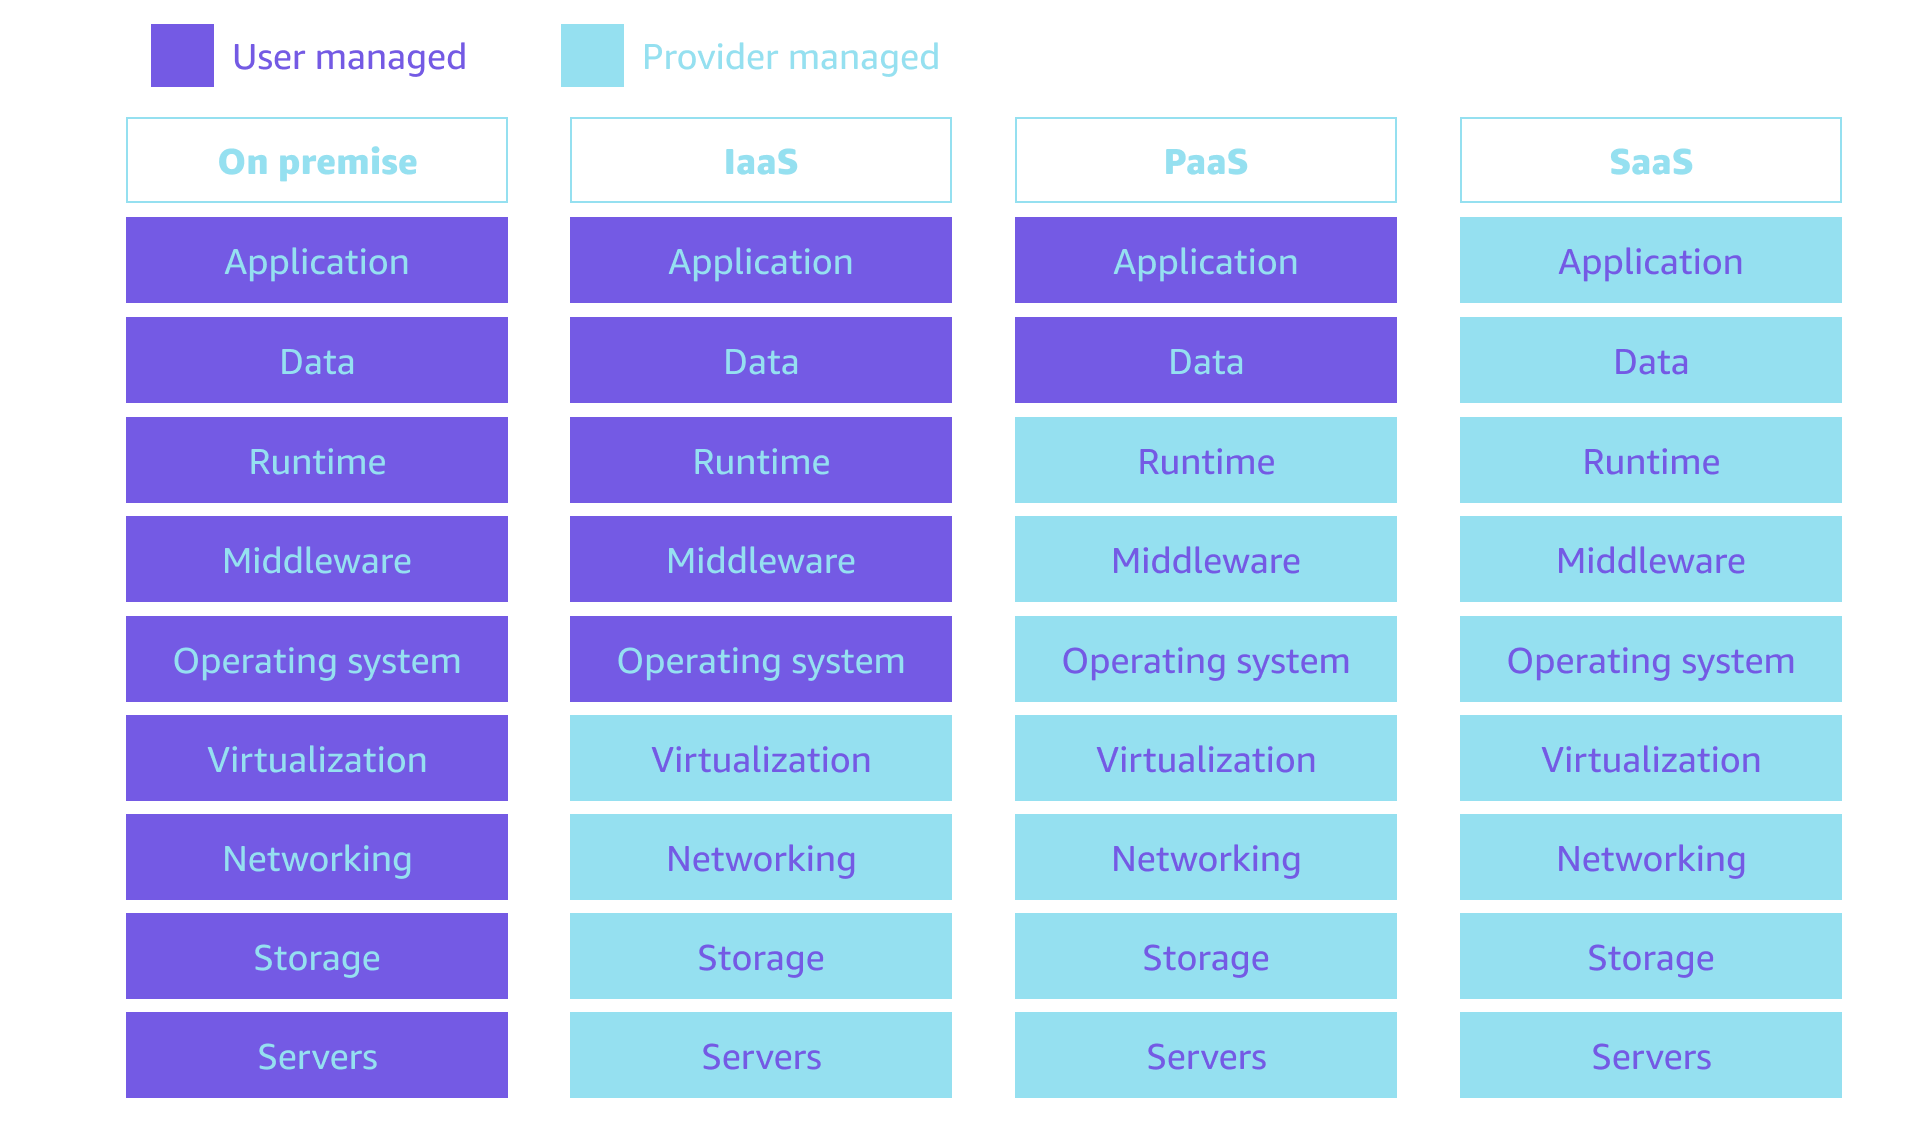 User managed
Provider managed
On premise
IaaS
PaaS
SaaS
Application
Application
Application
Application
Data
Data
Data
Data
Runtime
Runtime
Runtime
Runtime
Middleware
Middleware
Middleware
Middleware
Operating system
Operating system
Operating system
Operating system
Virtualization
Virtualization
Virtualization
Virtualization
Networking
Networking
Networking
Networking
Storage
Storage
Storage
Storage
Servers
Servers
Servers
Servers